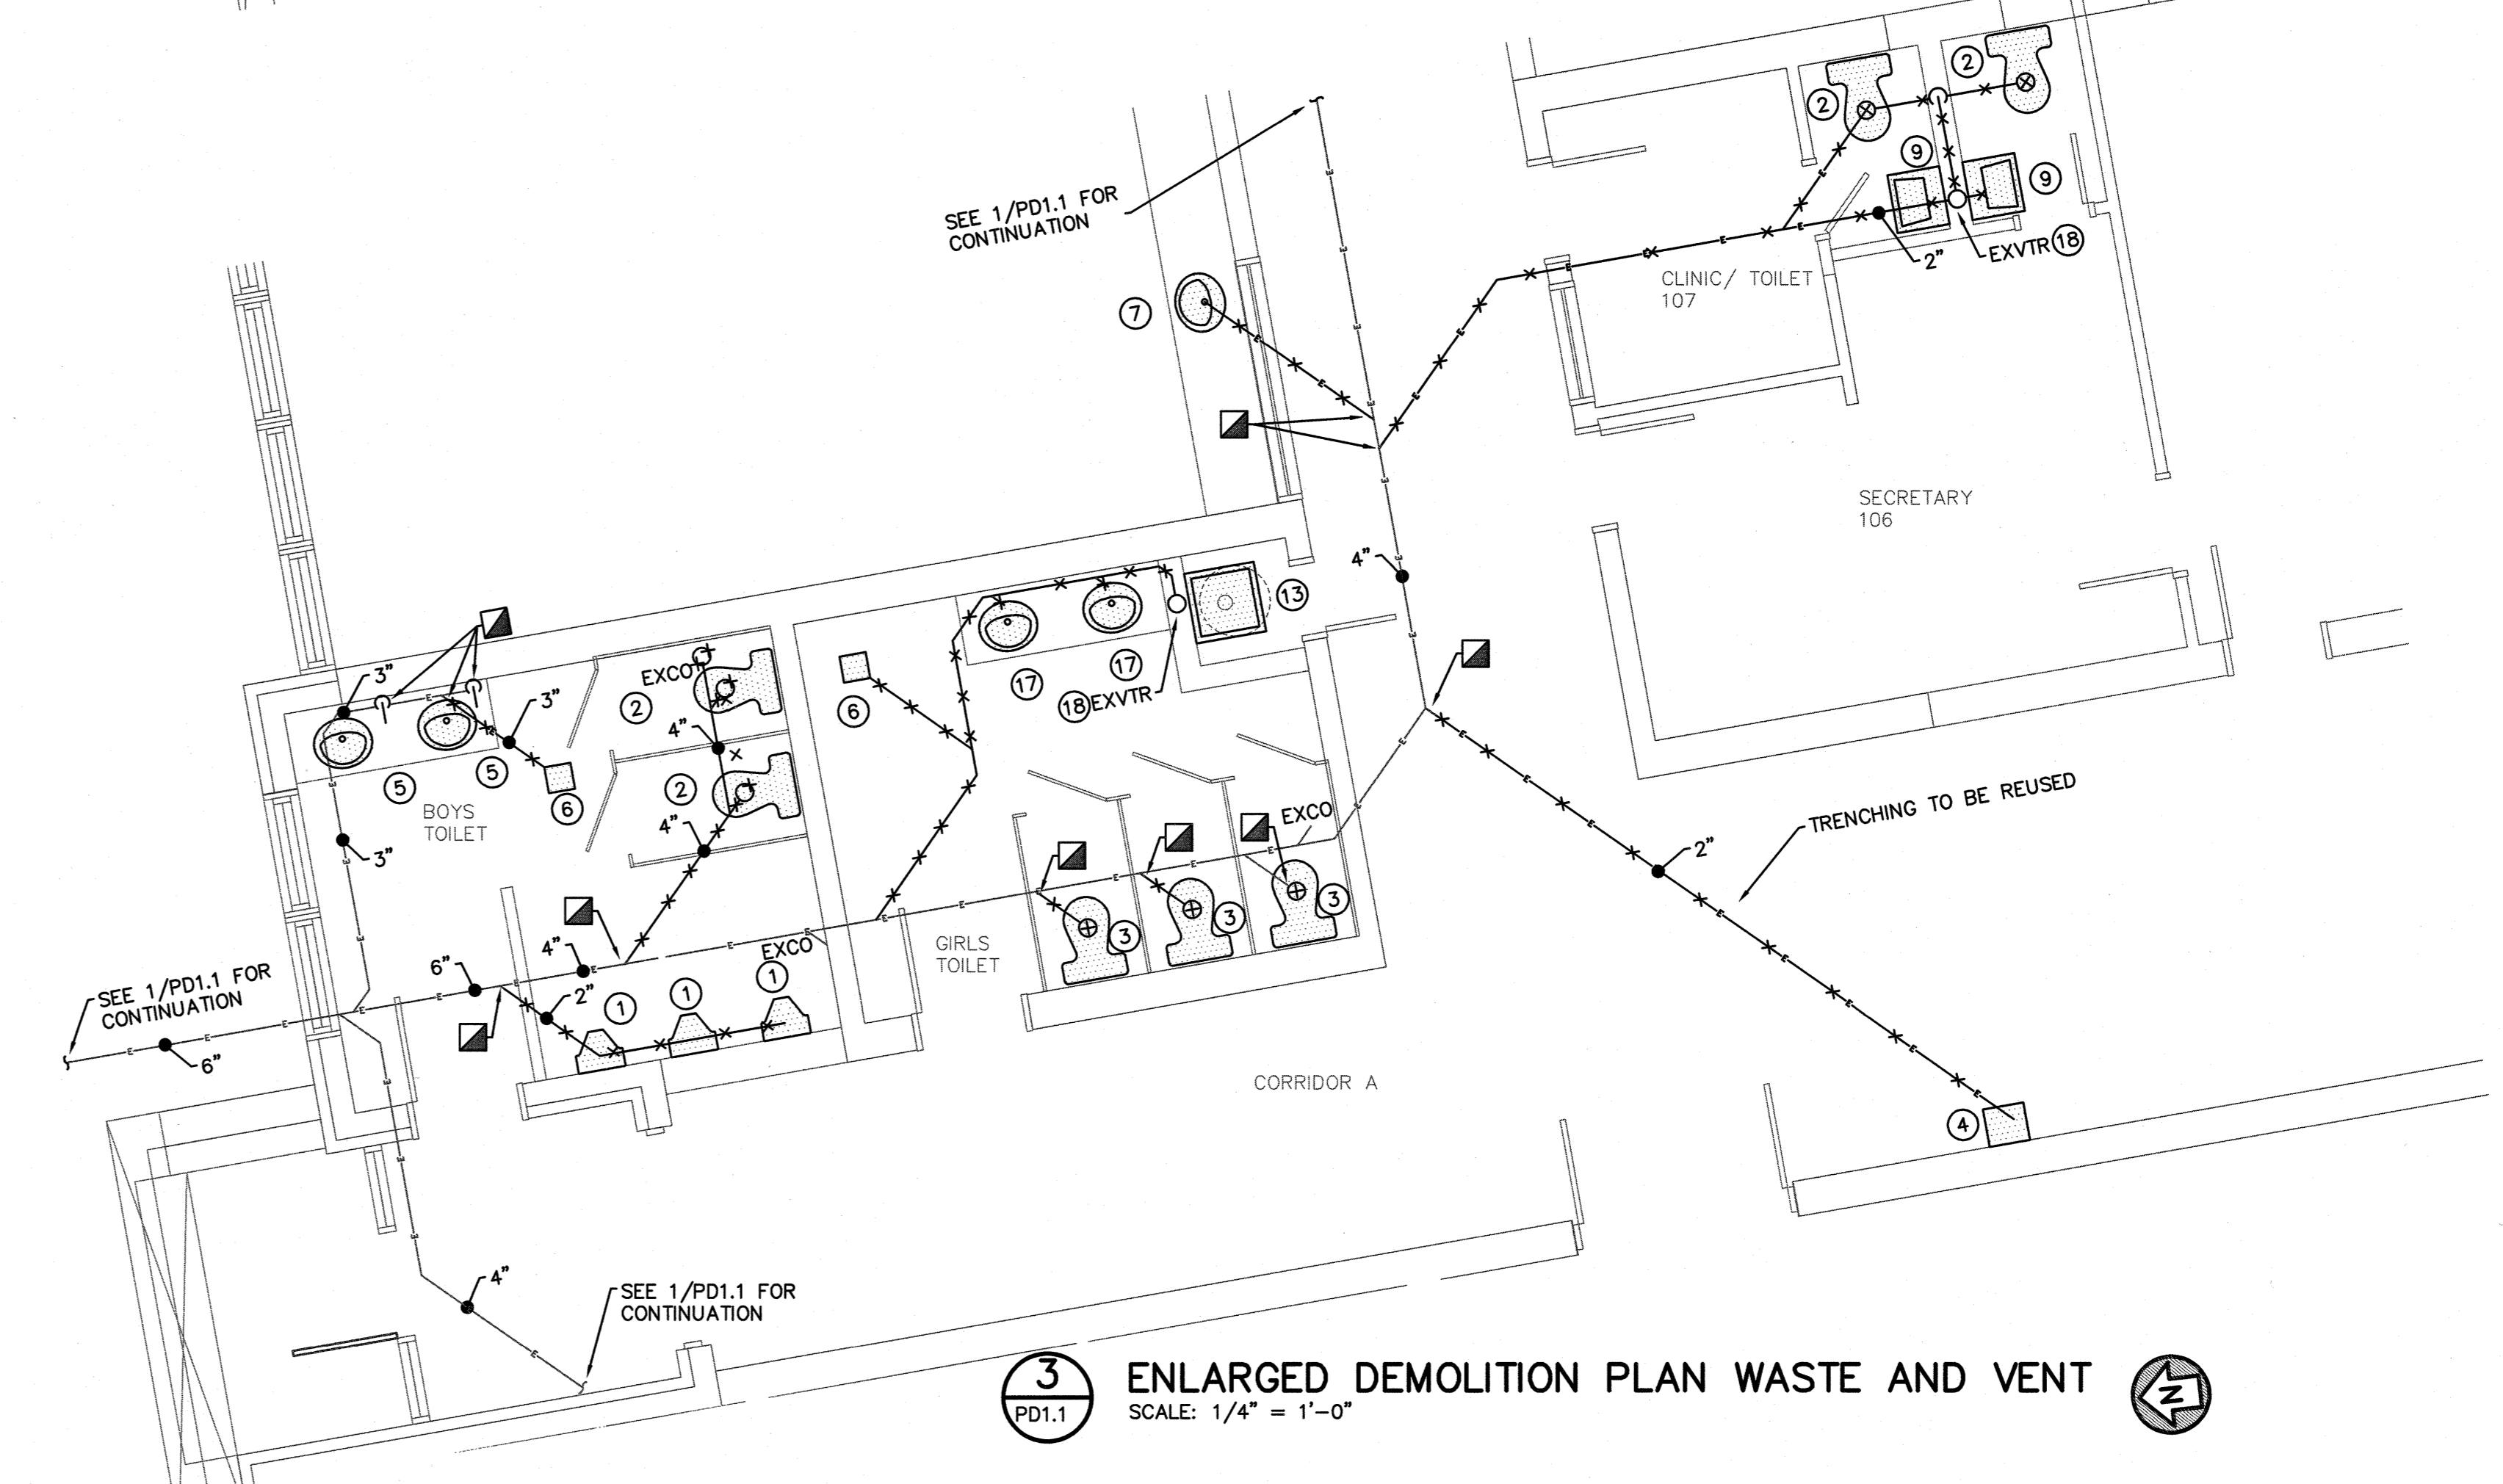 2
2
9
9
SEE 1/PD1.1 FOR
CONTINUATION
EXVTR 18
2"
CLINIC/ TOILET
107
7
SECRETARY
106
4"
13
3"
EXCO
2
3"
17
17
18 EXVTR
6
4"
5
5
6
2
BOYS
TOILET
4"
3"
EXCO
TRENCHING TO BE REUSED
2"
3
3
3
GIRLS
TOILET
4"
EXCO
6"
1
1
1
2"
SEE 1/PD1.1 FOR
CONTINUATION
6"
CORRIDOR A
4
4"
SEE 1/PD1.1 FOR
CONTINUATION
3
PD1.1
ENLARGED DEMOLITION PLAN WASTE AND VENT
SCALE: 1/4" = 1'-0"
N